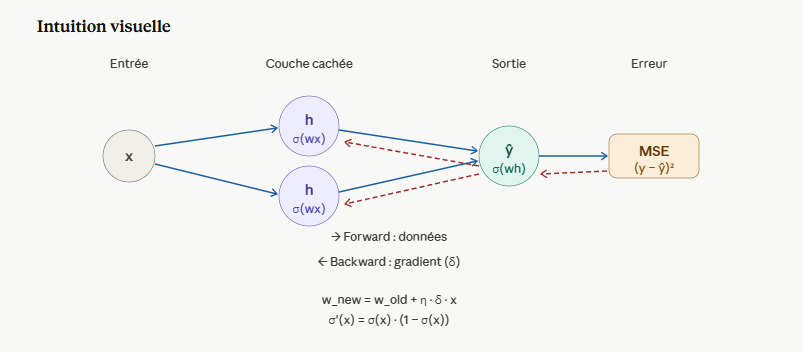 Intuition visuelle
Entrée
Couche cachée
Sortie
Erreur
x
h
σ(wx)
h
σ(wx)
ŷ
σ(wh)
MSE
(y − ŷ)²
→ Forward : données
← Backward : gradient (δ)
w_new = w_old + η · δ · x
σ′(x) = σ(x) · (1 − σ(x))